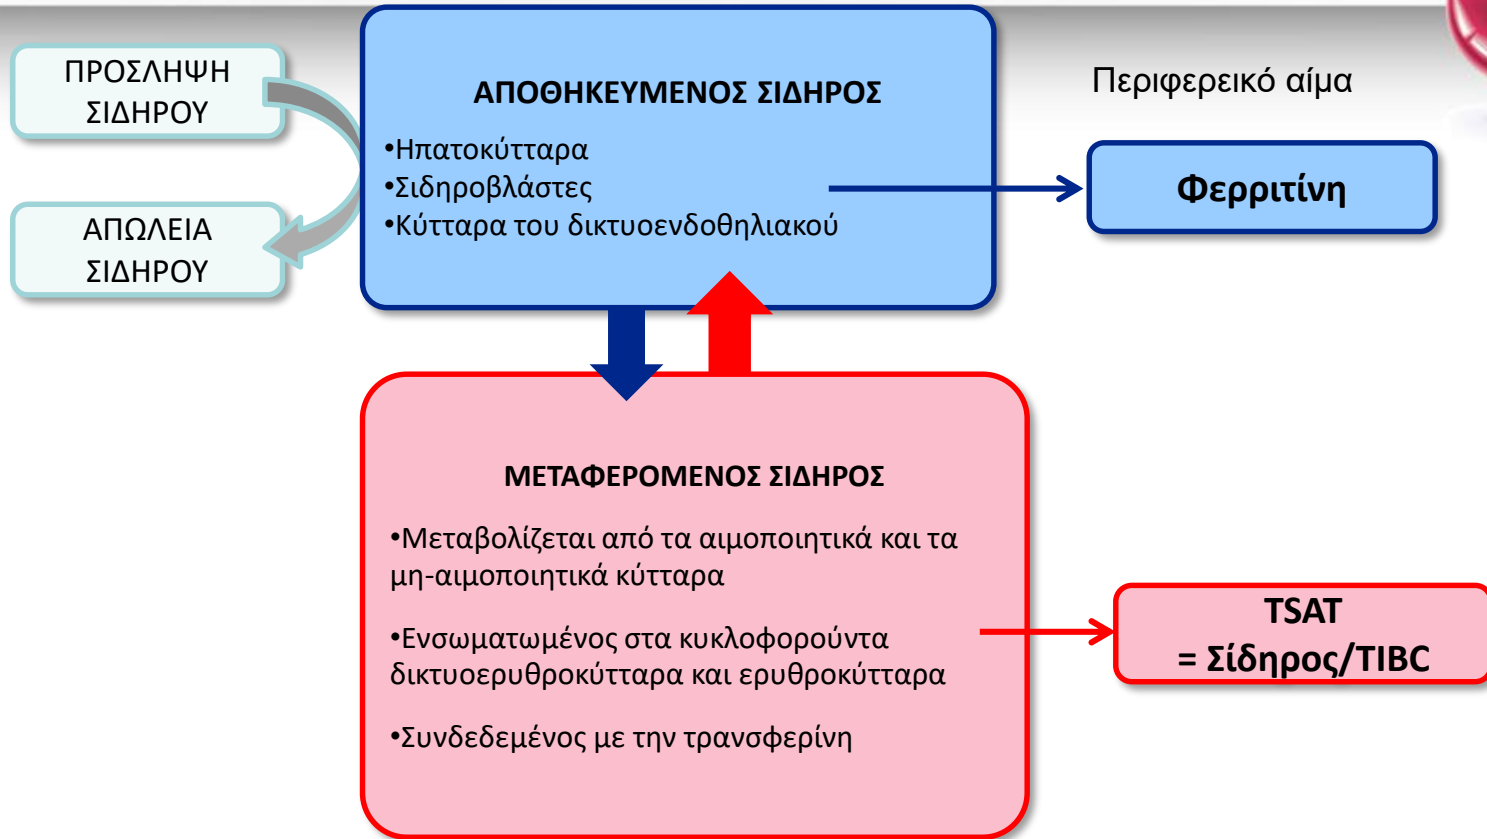 ΠΡΟΣΛΗΨΗ
ΣΙΔΗΡΟΥ
ΑΠΩΛΕΙΑ
ΣΙΔΗΡΟΥ
ΑΠΟΘΗΚΕΥΜΕΝΟΣ ΣΙΔΗΡΟΣ
•Ηπατοκύτταρα
•Σιδηροβλάστες
•Κύτταρα του δικτυοενδοθηλιακού
Περιφερεικό αίμα
Φερριτίνη
ΜΕΤΑΦΕΡΟΜΕΝΟΣ ΣΙΔΗΡΟΣ
•Μεταβολίζεται από τα αιμοποιητικά και τα
μη-αιμοποιητικά κύτταρα
•Ενσωματωμένος στα κυκλοφορούντα
δικτυοερυθροκύτταρα και ερυθροκύτταρα
•Συνδεδεμένος με την τρανσφερίνη
TSAT
= Σίδηρος/TIBC